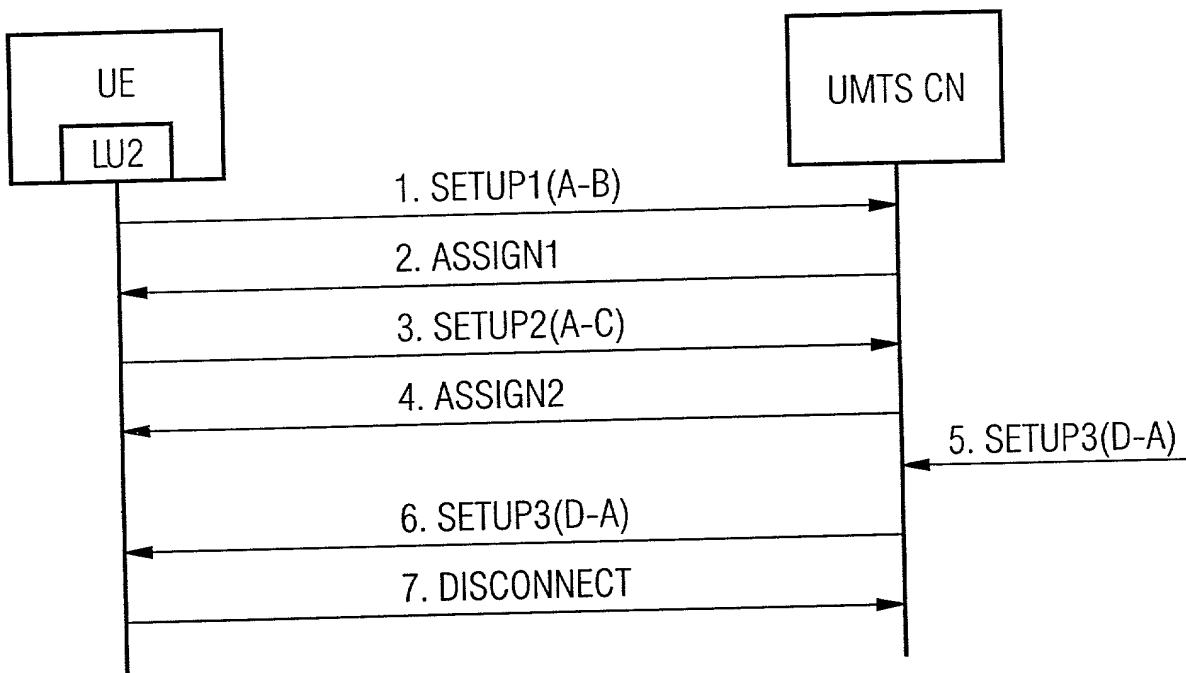 UE
LU2
UMTS CN
1. SETUP1(A-B)
2. ASSIGN1
3. SETUP2(A-C)
4. ASSIGN2
5. SETUP3(D-A)
6. SETUP3(D-A)
7. DISCONNECT